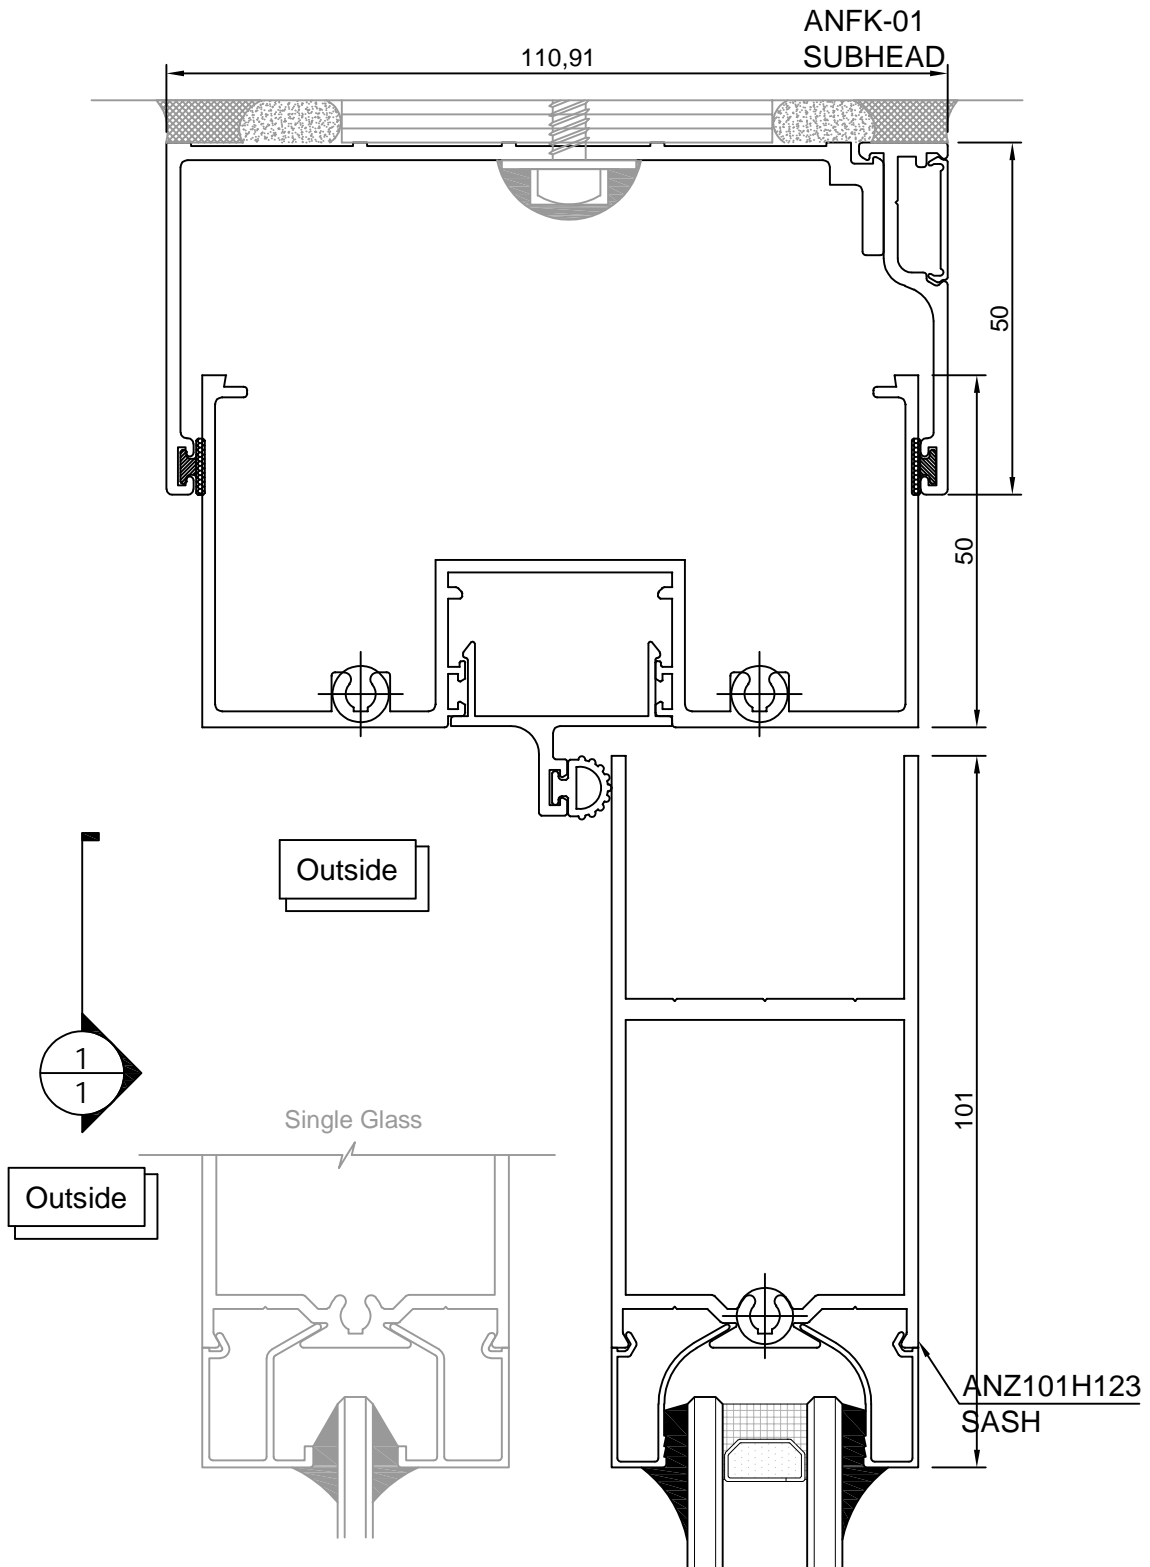 ANFK-01
SUBHEAD
110,91
50
50
Outside
1
1
101
Single Glass
Outside
ANZ101H123
SASH